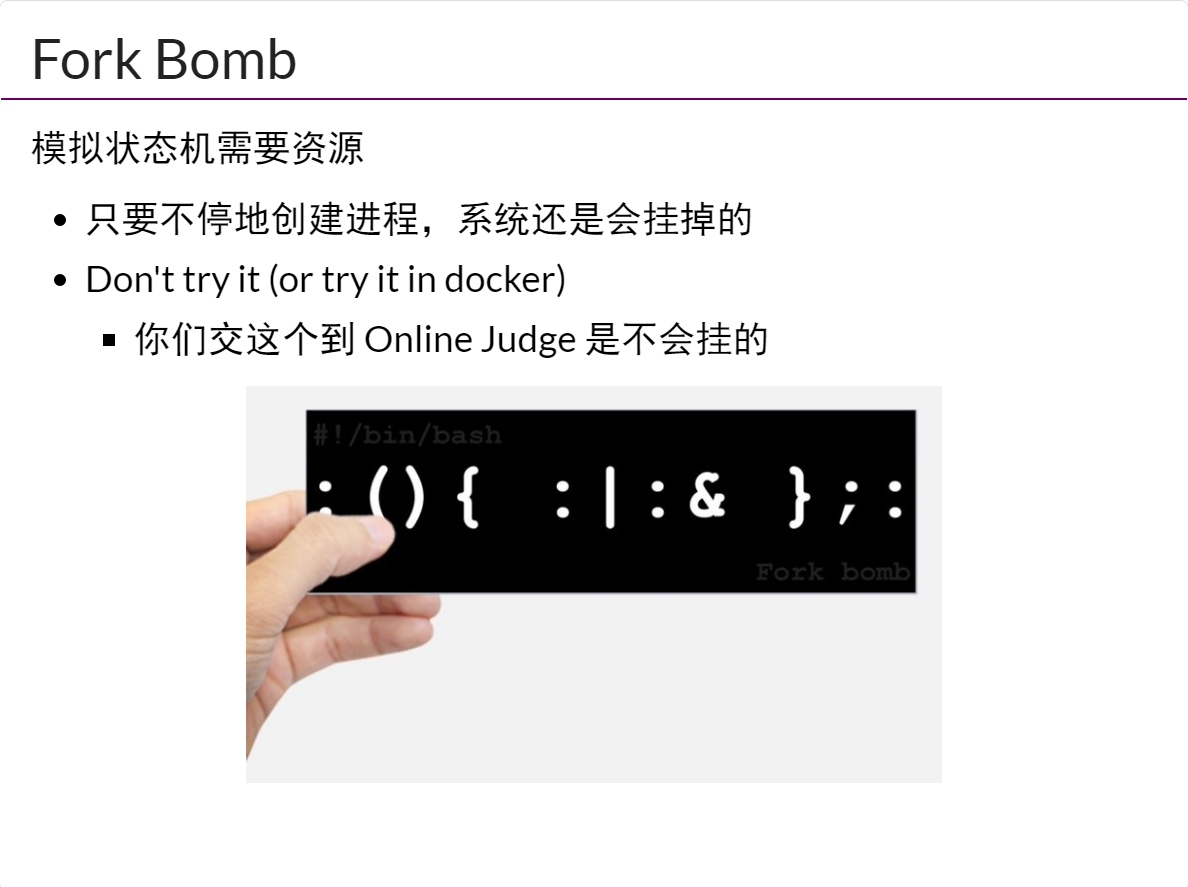 Fork Bomb
模拟状态机需要资源
只要不停地创建进程，系统还是会挂掉的
Don't try it (or try it in docker)
你们交这个到 Online Judge 是不会挂的
#!/bin/bash
:(){ :|:& };:
Fork bomb